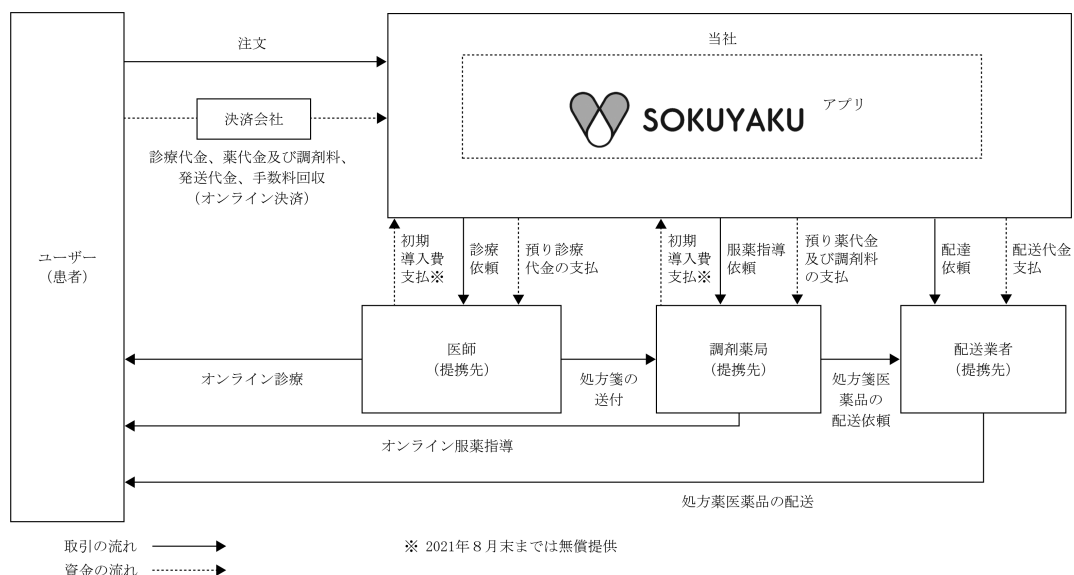 注文
当社
SOKUYAKU
アプリ
決済会社
診療代金、薬代金及び調剤料、
発送代金、手数料回収
(オンライン決済)
ユーザー
(患者)
初期
導入費
支払※
診療
依頼
預り診療
代金の支払
初期
導入費
支払※
服薬指導
依頼
預り薬代金
及び調剤料
の支払
配達
依頼
配送代金
支払
医師
(提携先)
調剤薬局
(提携先)
配送業者
(提携先)
オンライン診療
処方箋の
送付
処方箋医
薬品の
配送依頼
オンライン服薬指導
処方薬医薬品の配送
取引の流れ
※ 2021年8月末までは無償提供
資金の流れ